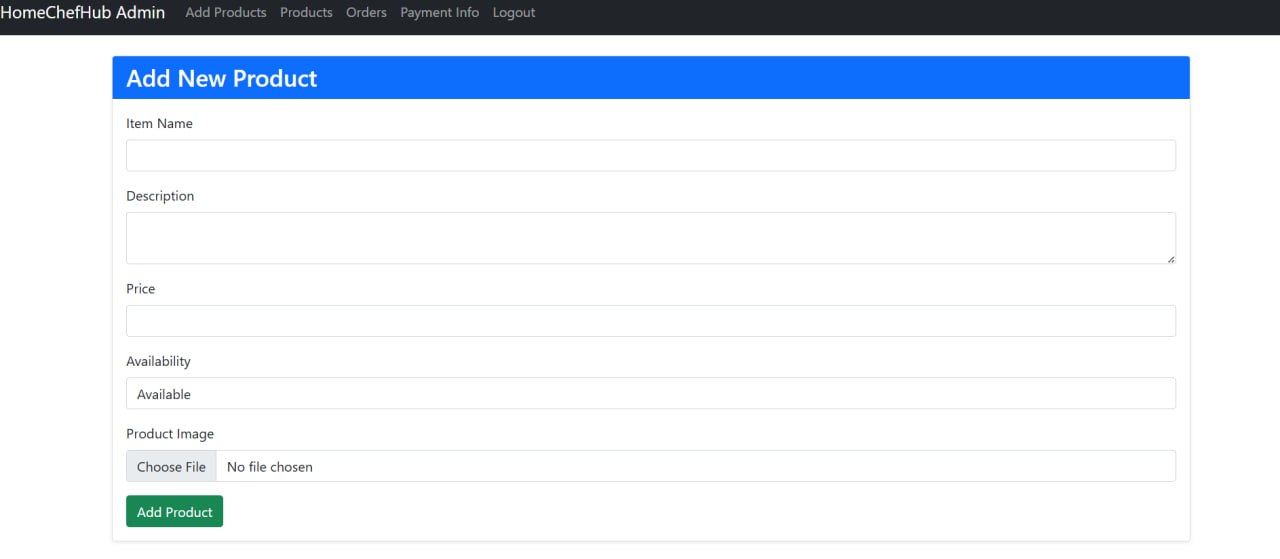 HomeChefHub Admin Add Products Products Orders Payment Info Logout
Add New Product
Item Name
Description
Price
Availability
Available
Product Image
Choose File No file chosen
Add Product